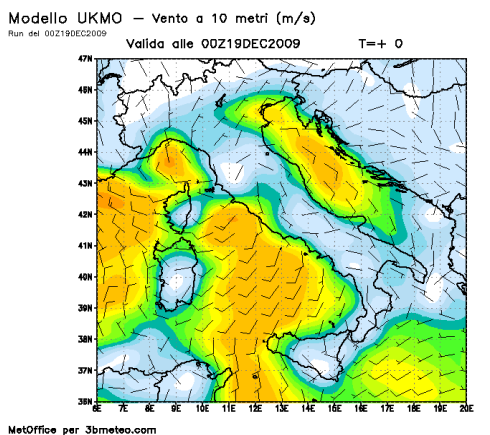 Modello UKMO – Vento a 10 metri (m/s)
Run del 00Z19DEC2009
Valida alle 00Z19DEC2009 T=+ 0
47N
46N
45N
44N
43N
42N
41N
40N
39N
38N
37N
36N
35N
6E 7E 8E 9E 10E 11E 12E 13E 14E 15E 16E 17E 18E 19E 20E
MetOffice per 3bmeteo.com